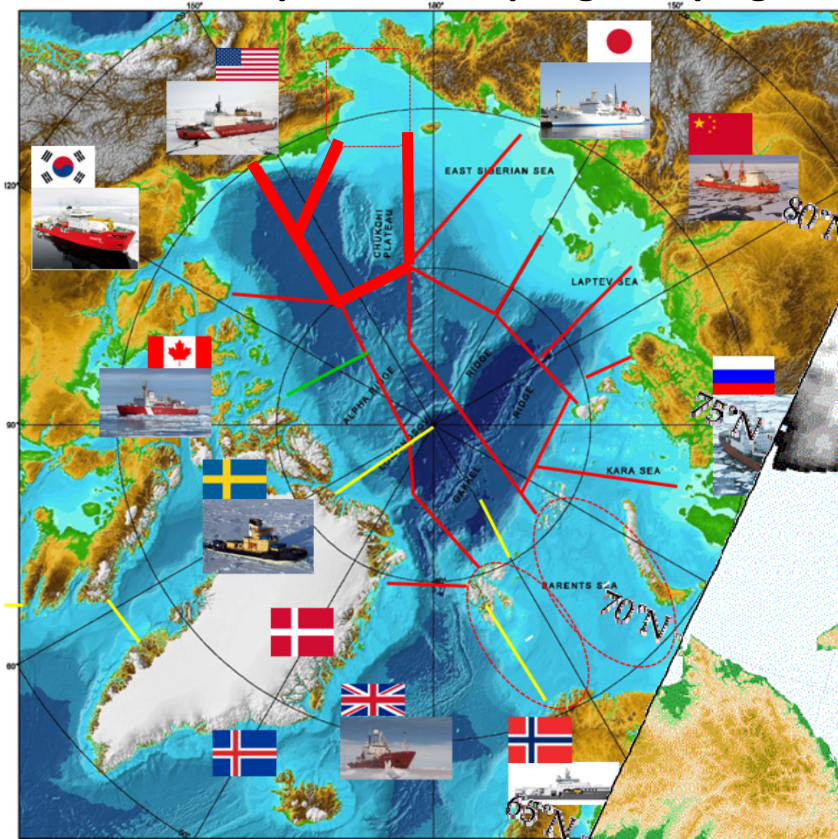 150°
180°
150°
120°
EAST SIBERIAN SEA
80°N
CHUKCHI
PLATEAU
LAPTEV SEA
RIDGE
ALPHA RIDGE
RIDGE
75°N
90°
GAKKEL
KARA SEA
BARENTS SEA
70°N
60°
65°N